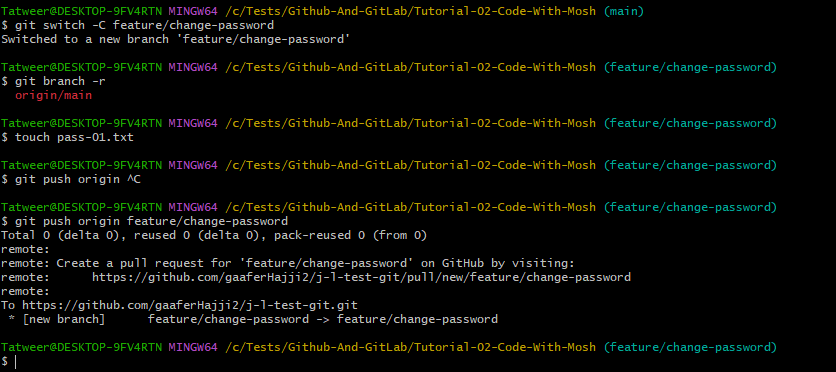 Tatweer@DESKTOP-9FV4RTN MINGW64 /c/Tests/Github-And-GitLab/Tutorial-02-Code-With-Mosh (main)
$ git switch -C feature/change-password
Switched to a new branch 'feature/change-password'
Tatweer@DESKTOP-9FV4RTN MINGW64 /c/Tests/Github-And-GitLab/Tutorial-02-Code-With-Mosh (feature/change-password)
$ git branch -r
origin/main
Tatweer@DESKTOP-9FV4RTN MINGW64 /c/Tests/Github-And-GitLab/Tutorial-02-Code-With-Mosh (feature/change-password)
$ touch pass-01.txt
Tatweer@DESKTOP-9FV4RTN MINGW64 /c/Tests/Github-And-GitLab/Tutorial-02-Code-With-Mosh (feature/change-password)
$ git push origin ^C
Tatweer@DESKTOP-9FV4RTN MINGW64 /c/Tests/Github-And-GitLab/Tutorial-02-Code-With-Mosh (feature/change-password)
$ git push origin feature/change-password
Total 0 (delta 0), reused 0 (delta 0), pack-reused 0 (from 0)
remote:
remote: Create a pull request for 'feature/change-password' on GitHub by visiting:
remote:      https://github.com/gaaferHajji2/j-l-test-git/pull/new/feature/change-password
remote:
To https://github.com/gaaferHajji2/j-l-test-git.git
* [new branch]      feature/change-password -> feature/change-password
Tatweer@DESKTOP-9FV4RTN MINGW64 /c/Tests/Github-And-GitLab/Tutorial-02-Code-With-Mosh (feature/change-password)
$